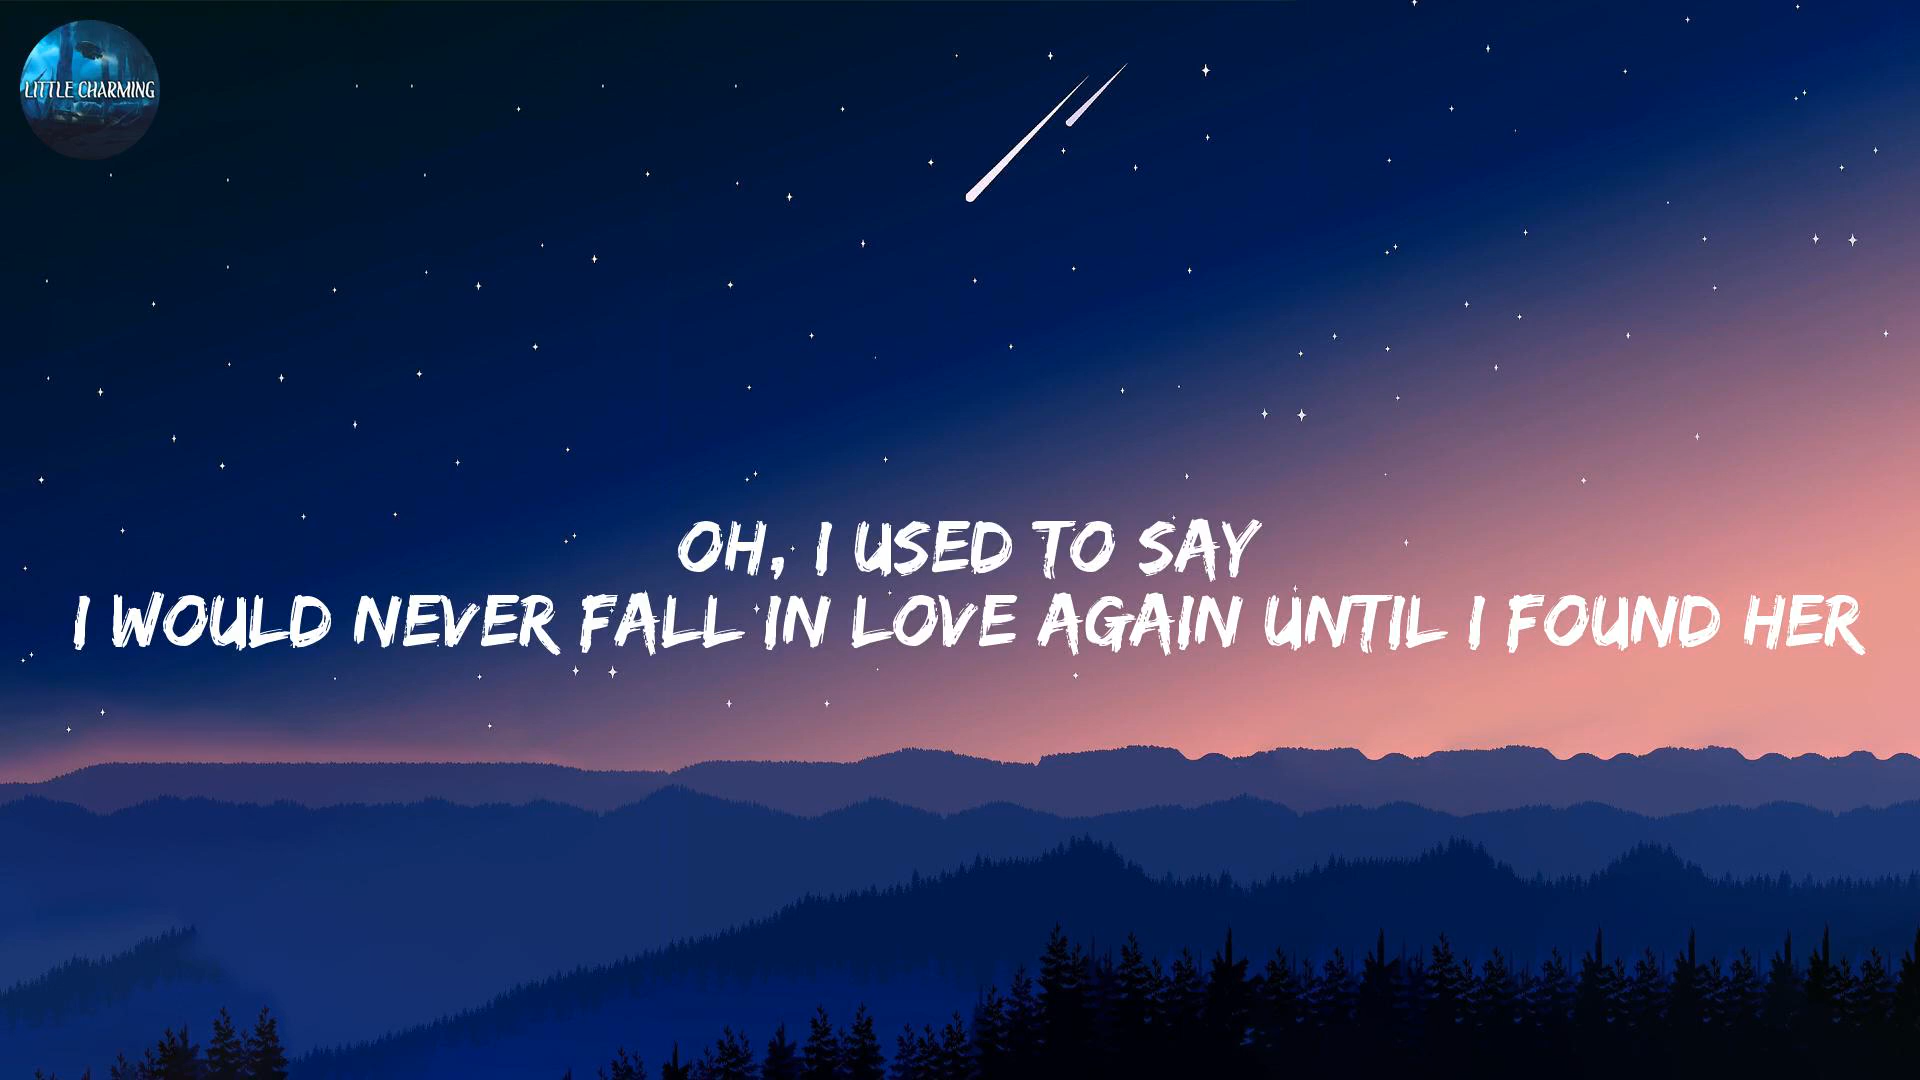 LITTLE CHARMING
OH, I USED TO SAY
I WOULD NEVER FALL IN LOVE AGAIN UNTIL I FOUND HER